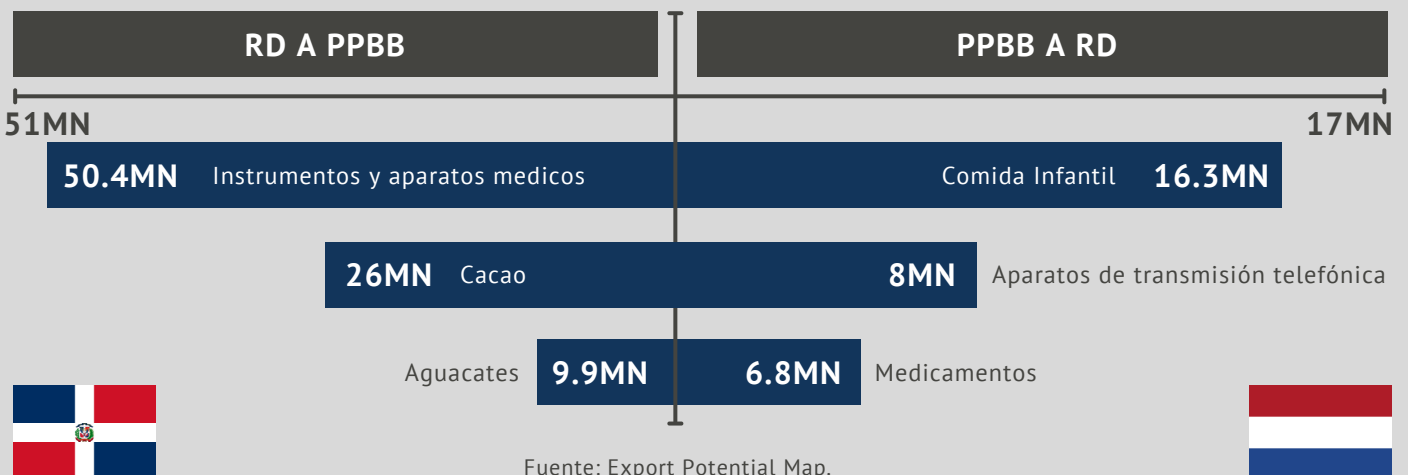 RD A PPBB PPBB A RD
51MN 17MN
50.4MN Instrumentos y aparatos medicos Comida Infantil 16.3MN
26MN Cacao 8MN Aparatos de transmisión telefónica
Aguacates 9.9MN 6.8MN Medicamentos
Fuente: Export Potential Map.